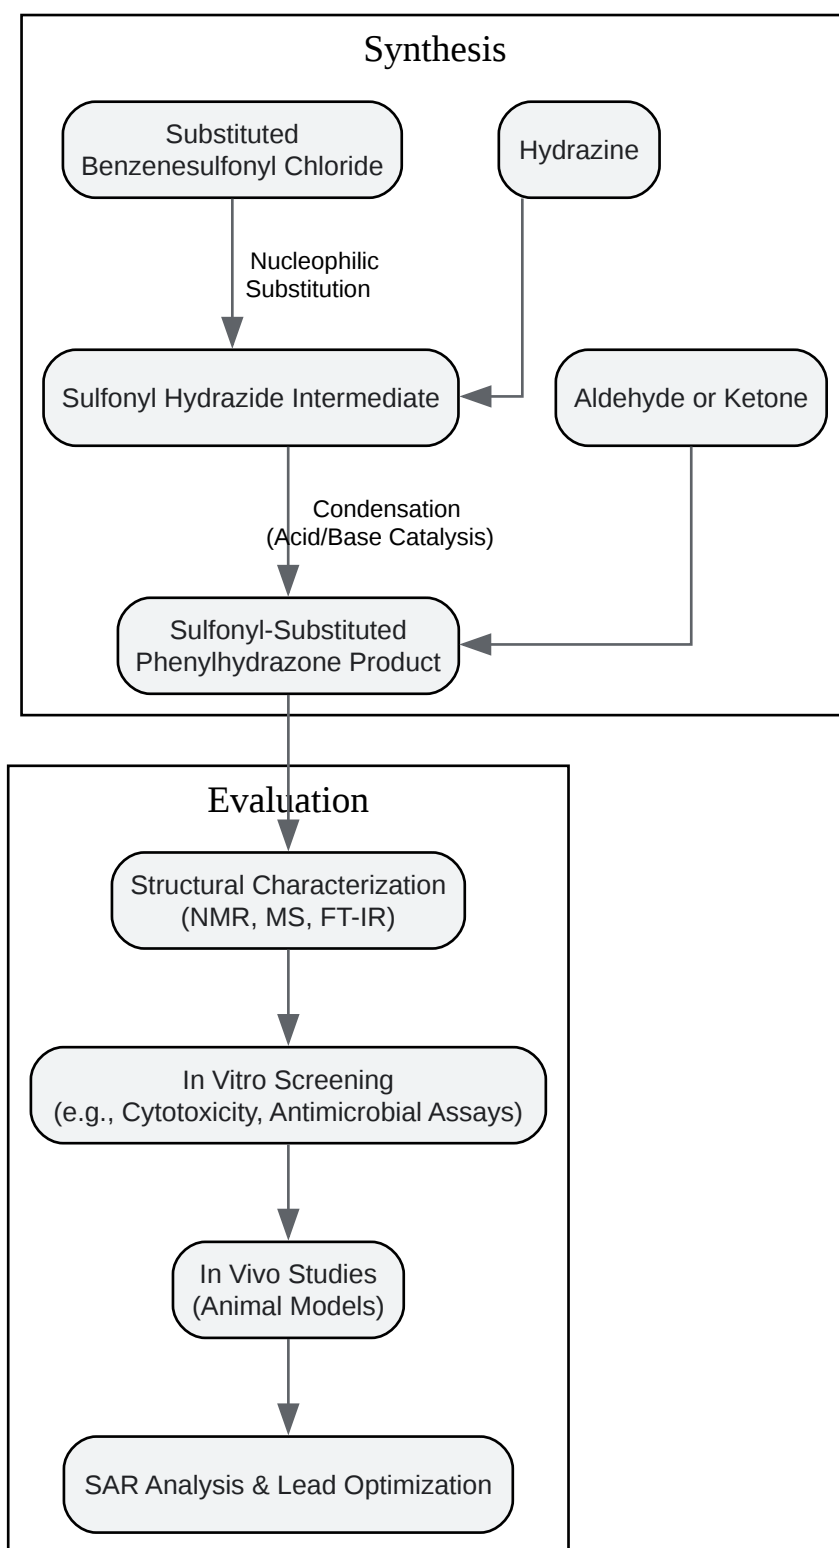 Synthesis
Substituted
Benzenesulfonyl Chloride
Hydrazine
Nucleophilic
Substitution
Sulfonyl Hydrazide Intermediate
Aldehyde or Ketone
Condensation
(Acid/Base Catalysis)
Sulfonyl-Substituted
Phenylhydrazone Product
Evaluation
Structural Characterization
(NMR, MS, FT-IR)
In Vitro Screening
(e.g., Cytotoxicity, Antimicrobial Assays)
In Vivo Studies
(Animal Models)
SAR Analysis & Lead Optimization